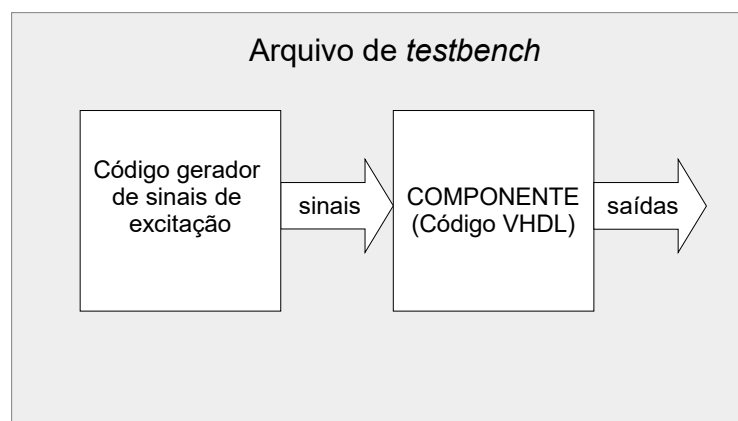 Arquivo de testbench
Código gerador
de sinais de
excitação
sinais
COMPONENTE
(Código VHDL)
saídas